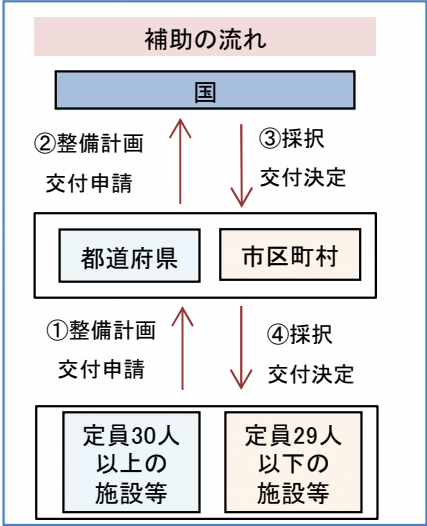 補助の流れ
国
②整備計画
交付申請
③採択
交付決定
都道府県
市区町村
①整備計画
交付申請
④採択
交付決定
定員30人
以上の
施設等
定員29人
以下の
施設等